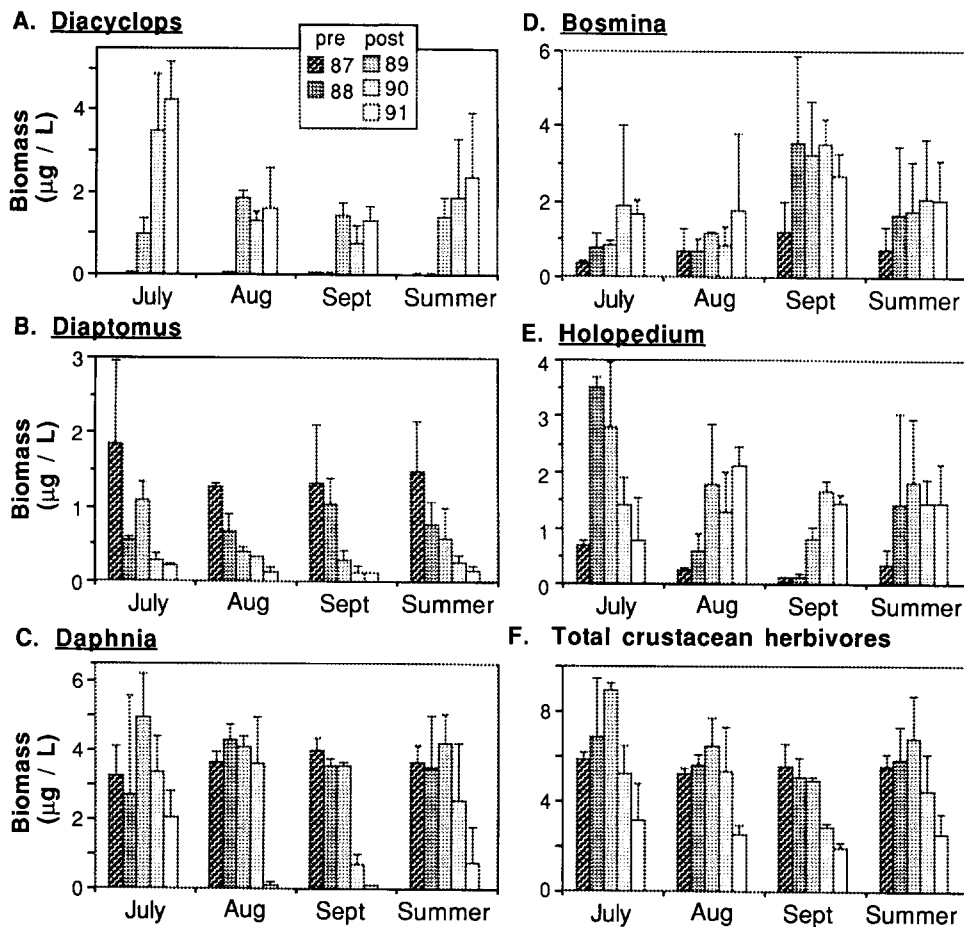 A. Diacyclops
pre post
87 89
88 90
91
Biomass
(µg / L)
4
2
0
July Aug Sept Summer
B. Diaptomus
Biomass
(µg / L)
3
2
1
0
July Aug Sept Summer
C. Daphnia
Biomass
(µg / L)
6
4
2
0
July Aug Sept Summer
D. Bosmina
6
4
2
0
July Aug Sept Summer
E. Holopedium
4
3
2
1
0
July Aug Sept Summer
F. Total crustacean herbivores
8
4
0
July Aug Sept Summer